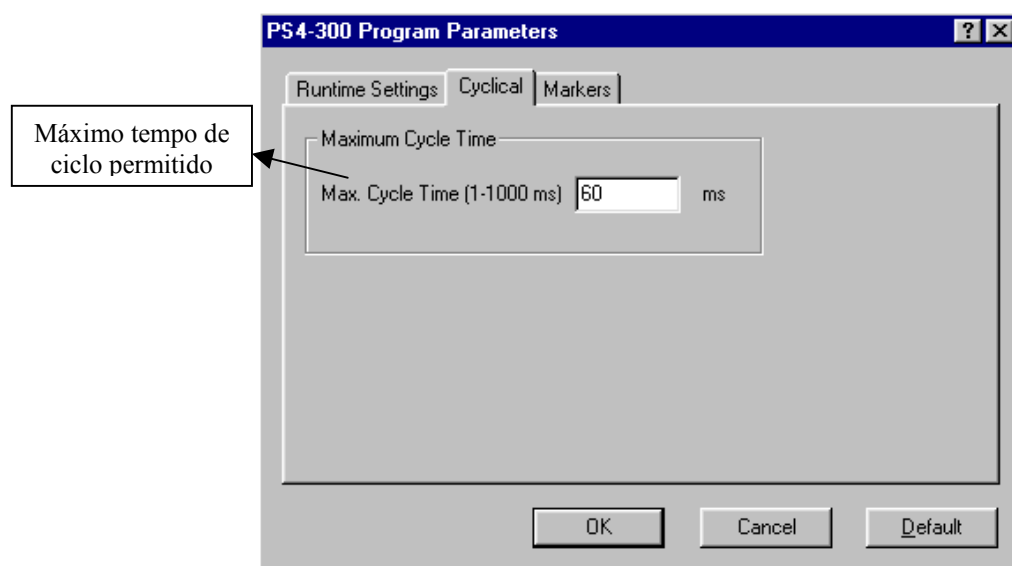 PS4-300 Program Parameters
Runtime Settings Cyclical Markers
Máximo tempo de
ciclo permitido
Maximum Cycle Time
Max. Cycle Time (1-1000 ms) 60 ms
OK Cancel Default